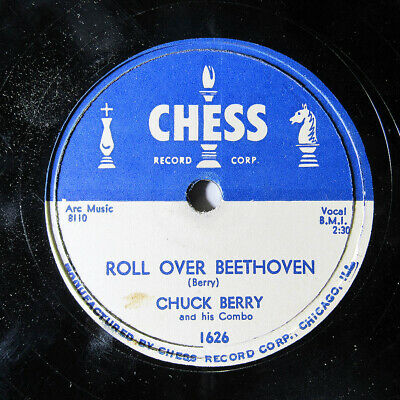 CHESS
RECORD CORP.
Arc Music
8110
Vocal
B.M.I.
2:30
ROLL OVER BEETHOVEN
(Berry)
CHUCK BERRY
and his Combo
1626
MANUFACTURED BY CHESS RECORD CORP., CHICAGO, ILL.